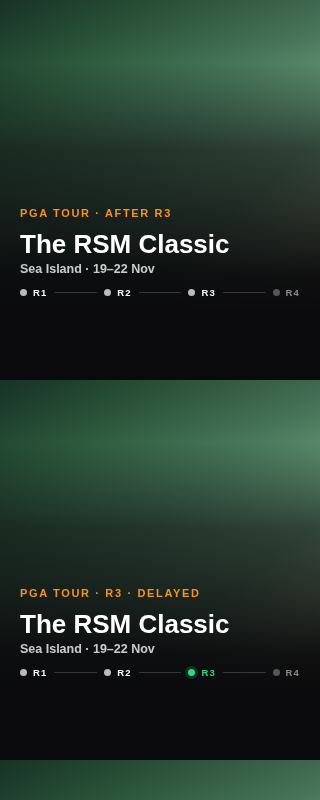 PGA TOUR · AFTER R3
The RSM Classic
Sea Island · 19–22 Nov
R1 R2 R3 R4
PGA TOUR · R3 · DELAYED
The RSM Classic
Sea Island · 19–22 Nov
R1 R2 R3 R4